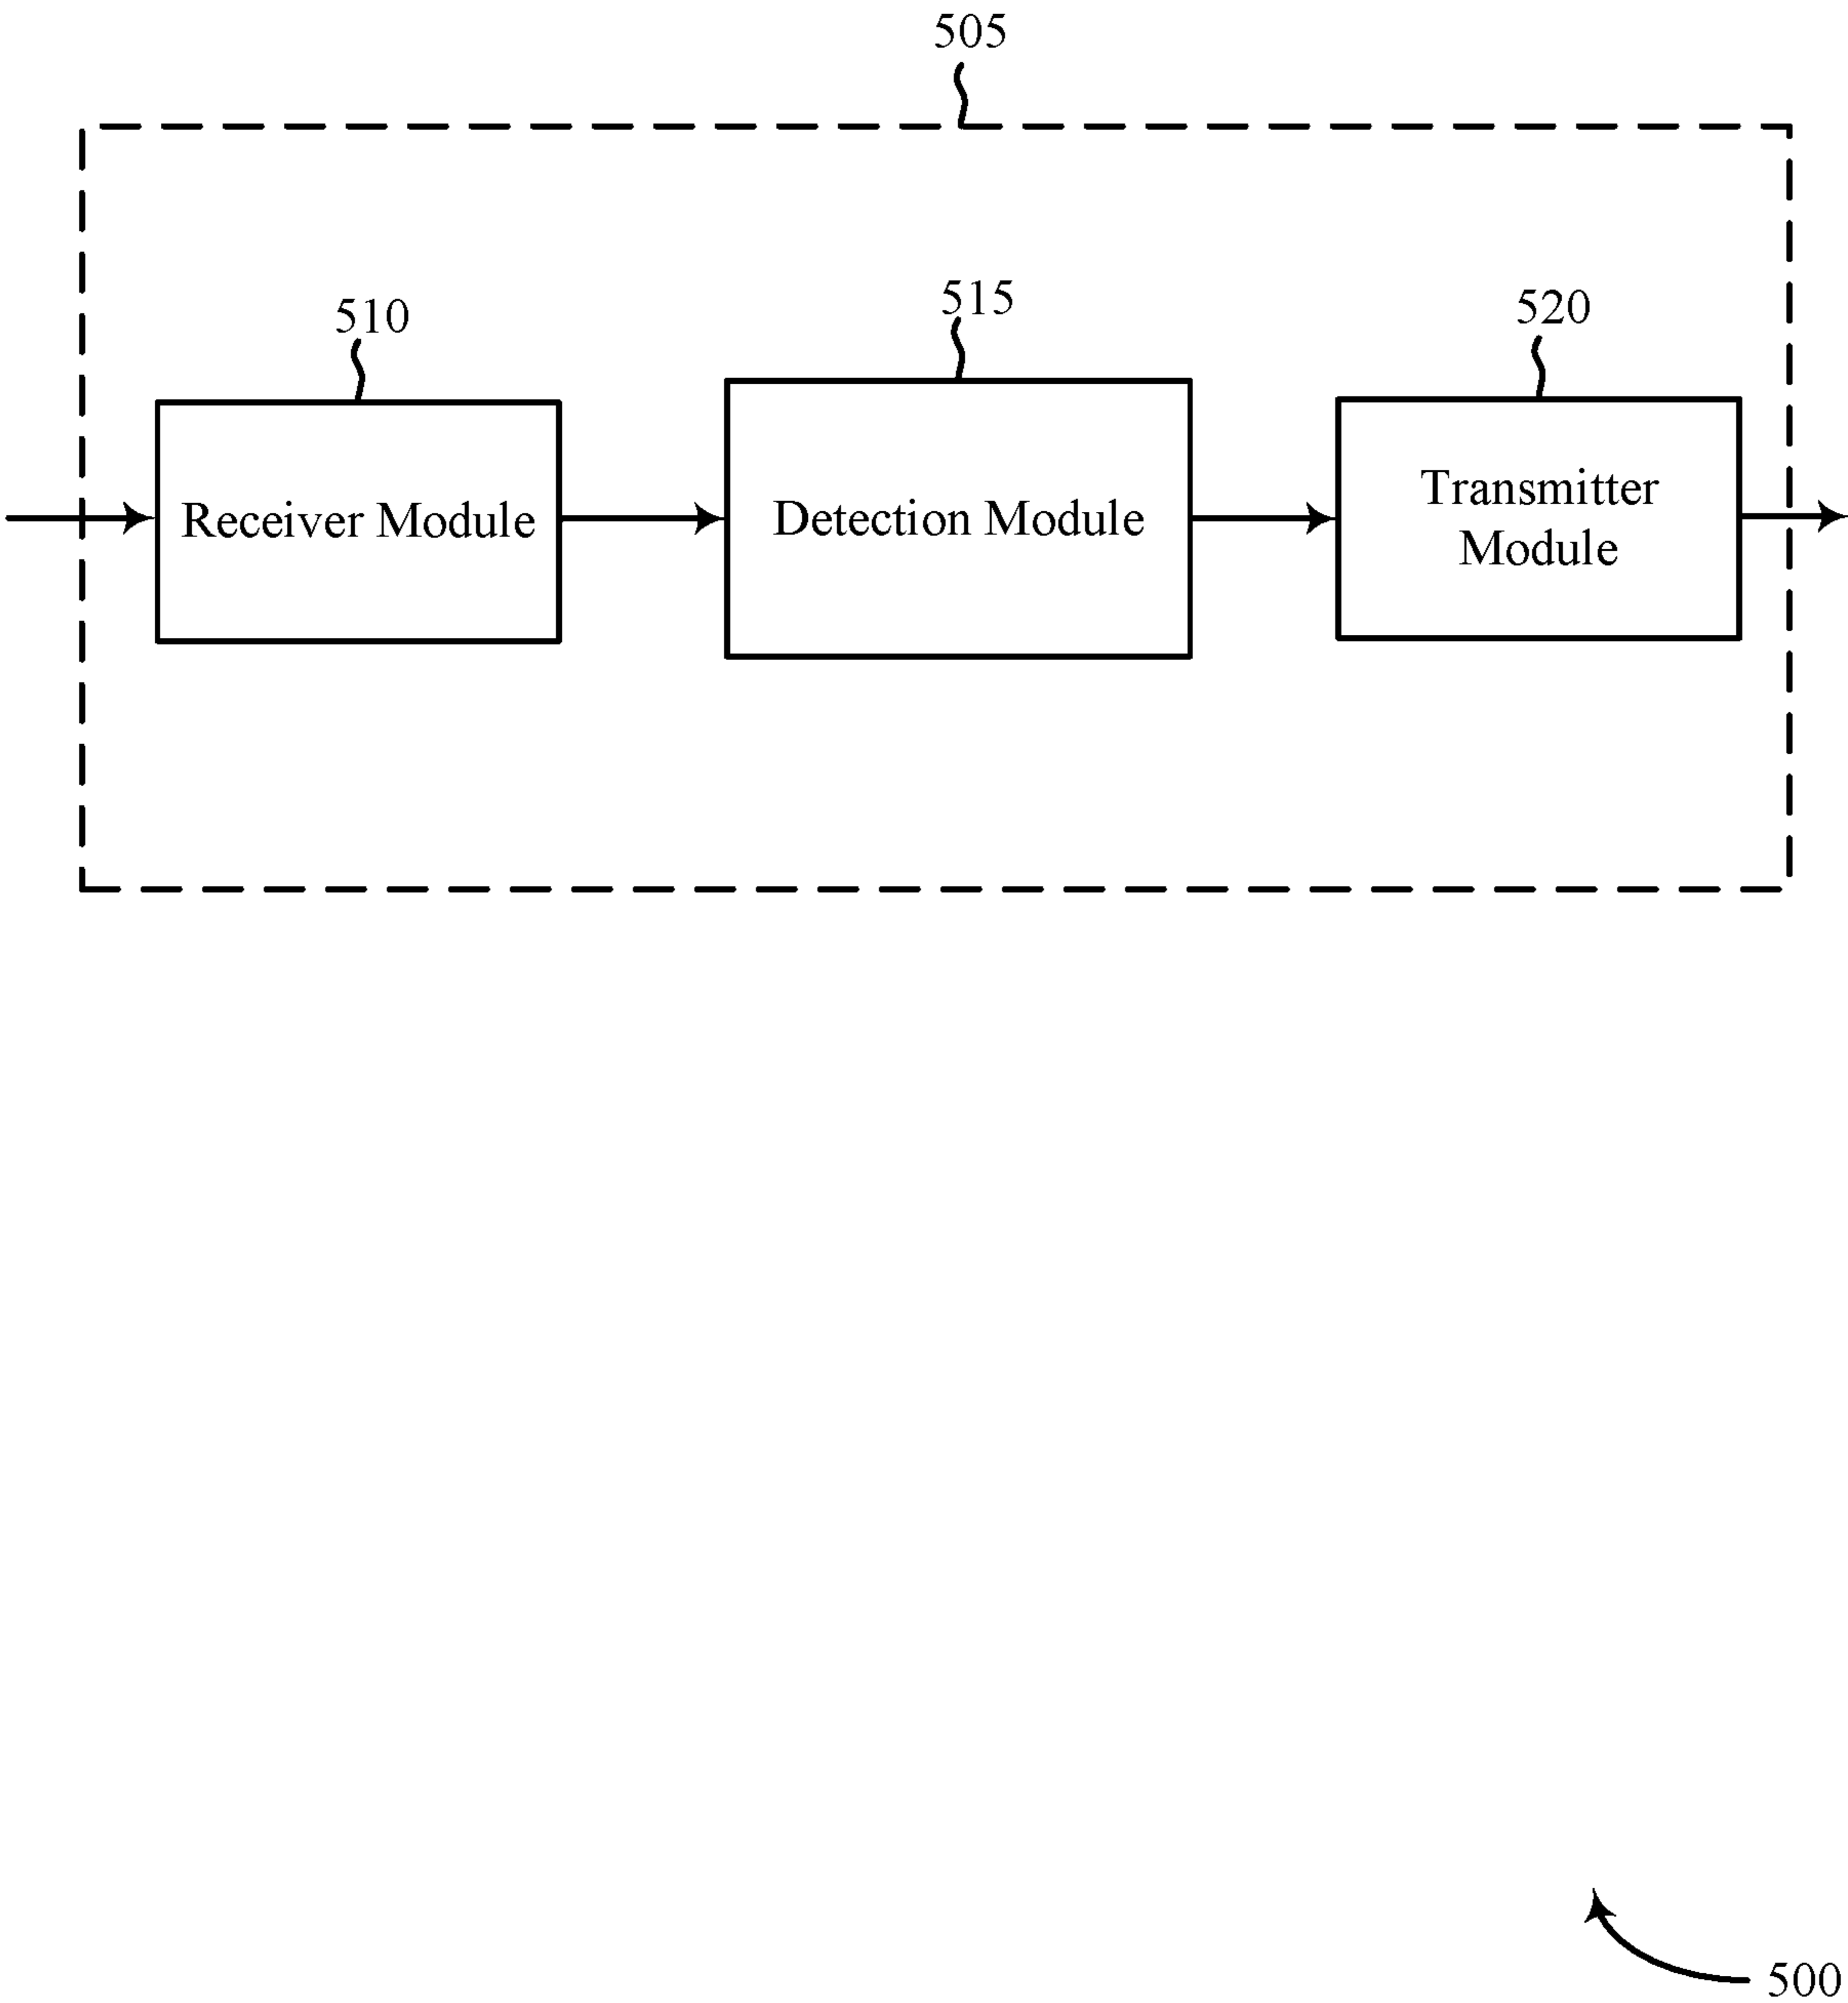 505
510
515
520
Receiver Module
Detection Module
Transmitter
Module
500